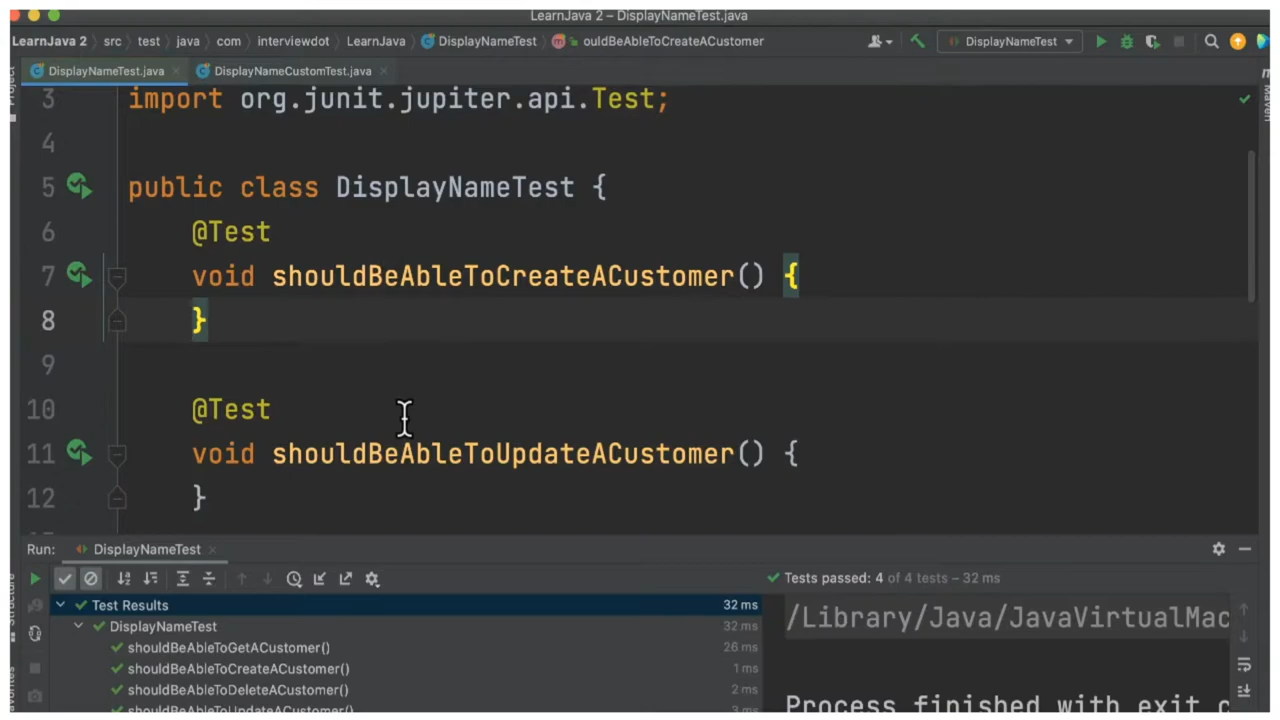 LearnJava 2 – DisplayNameTest.java
LearnJava 2 src test java com interviewdot LearnJava DisplayNameTest ouldBeAbleToCreateACustomer DisplayNameTest
DisplayNameTest.java DisplayNameCustomTest.java
3 import org.junit.jupiter.api.Test;
4
5 public class DisplayNameTest {
6 @Test
7 void shouldBeAbleToCreateACustomer() {
8 }
9
10 @Test
11 void shouldBeAbleToUpdateACustomer() {
12 }
Maven
Run: DisplayNameTest
Tests passed: 4 of 4 tests – 32 ms
Test Results 32 ms
DisplayNameTest 32 ms
shouldBeAbleToGetACustomer() 26 ms
shouldBeAbleToCreateACustomer() 1 ms
shouldBeAbleToDeleteACustomer() 2 ms
shouldBeAbleToUpdateACustomer() 3 ms
/Library/Java/JavaVirtualMac
Process finished with exit c